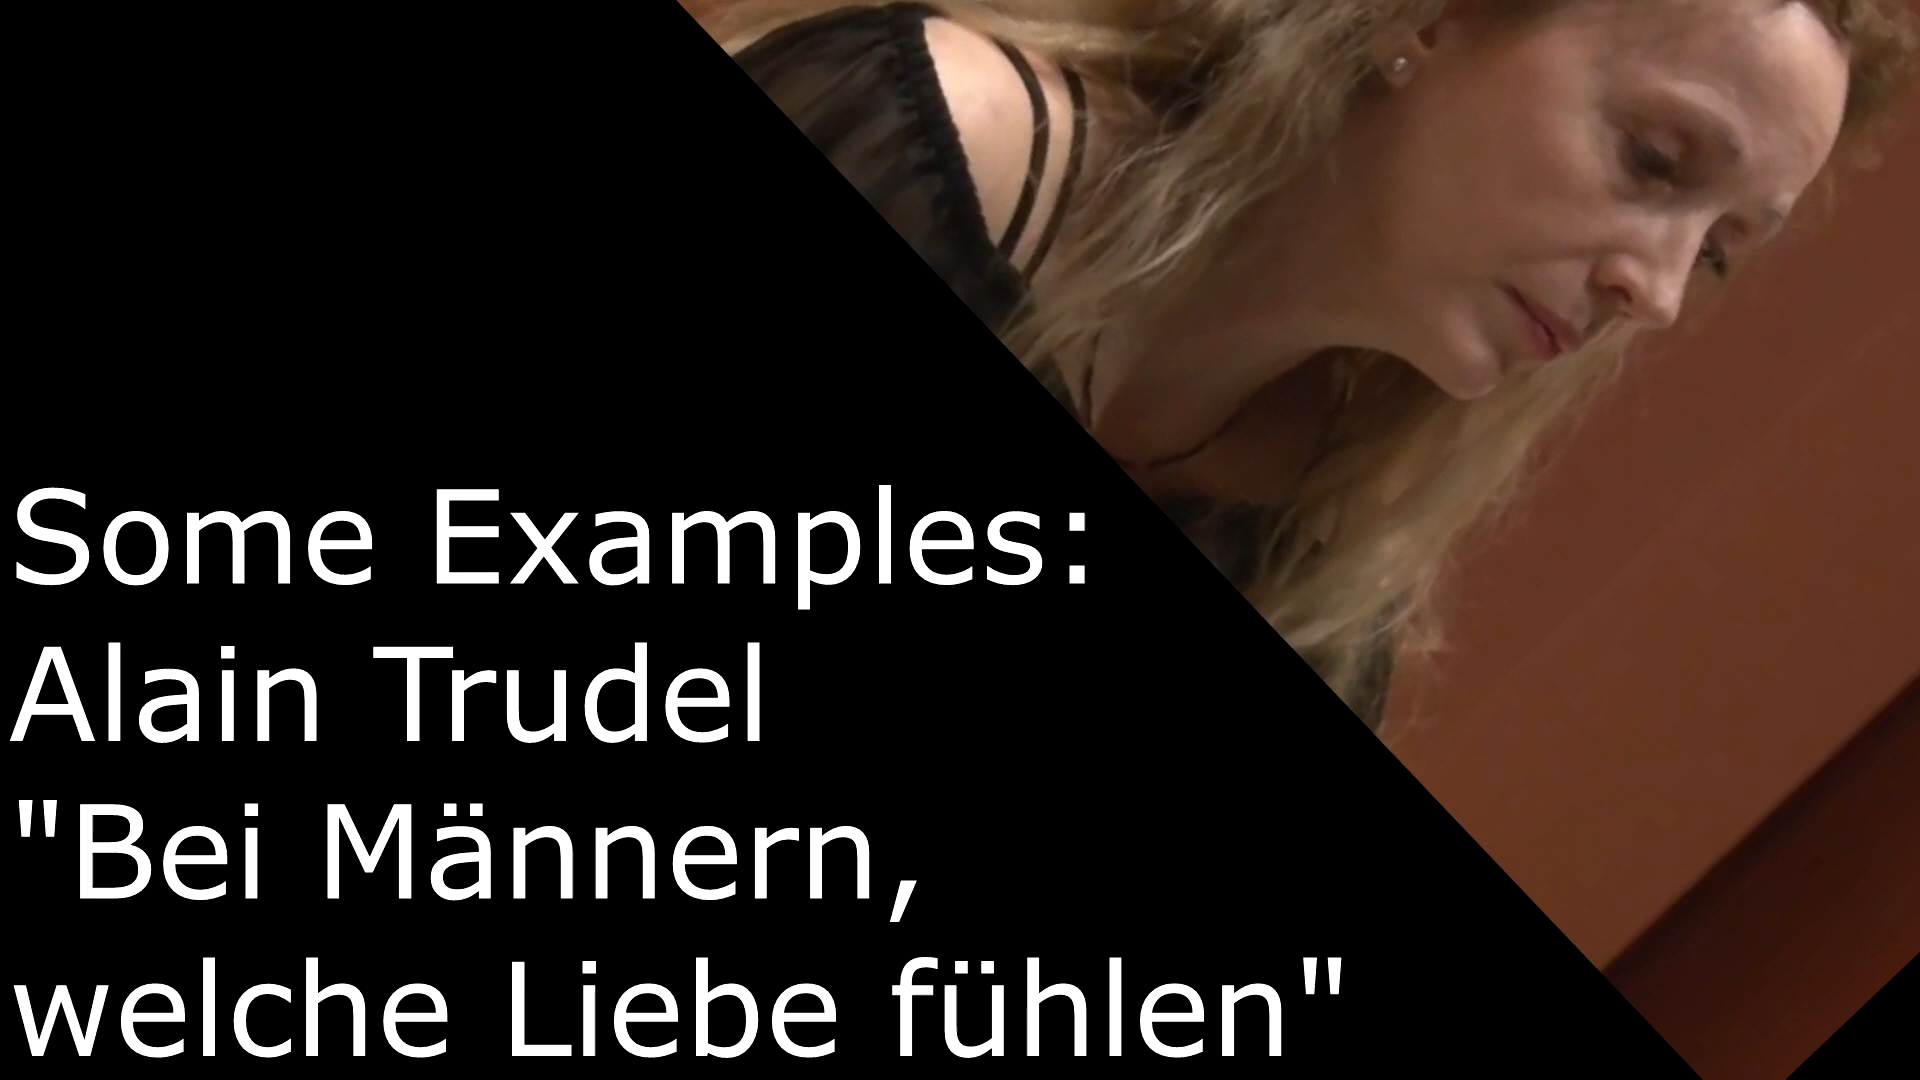 Some Examples:
Alain Trudel
"Bei Männern,
welche Liebe fühlen"